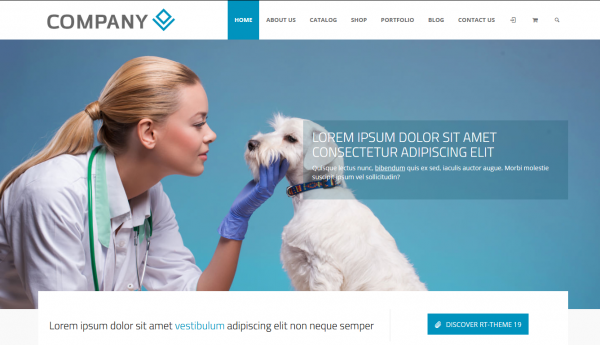 COMPANY
HOME ABOUT US CATALOG SHOP PORTFOLIO BLOG CONTACT US
LOREM IPSUM DOLOR SIT AMET
CONSECTETUR ADIPISCING ELIT
Quisque lectus nunc, bibendum quis ex sed, iaculis auctor augue. Morbi molestie
suscipit ipsum vel sollicitudin?
Lorem ipsum dolor sit amet vestibulum adipiscing elit non neque semper
DISCOVER RT-THEME 19